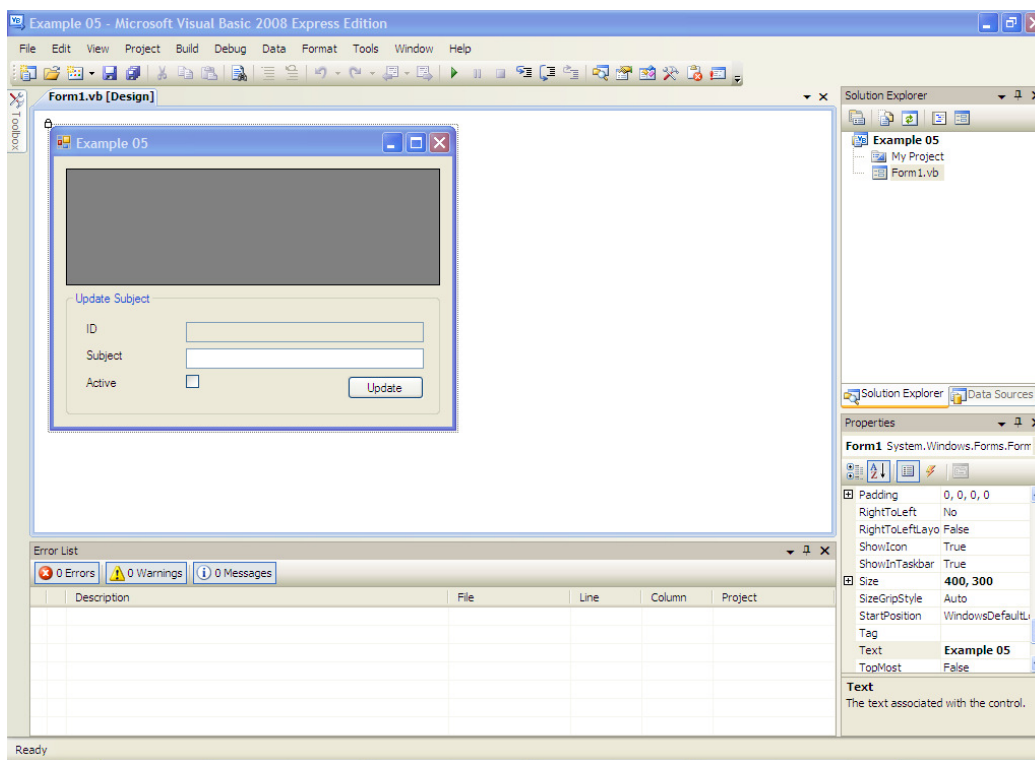 Example 05 - Microsoft Visual Basic 2008 Express Edition
File Edit View Project Build Debug Data Format Tools Window Help
Toolbox
Form1.vb [Design]
Example 05
Update Subject
ID
Subject
Active
Update
Solution Explorer
Example 05
My Project
Form1.vb
Solution Explorer Data Sources
Properties
Form1 System.Windows.Forms.Form
Padding 0, 0, 0, 0
RightToLeft No
RightToLeftLayo False
ShowIcon True
ShowInTaskbar True
Size 400, 300
SizeGripStyle Auto
StartPosition WindowsDefaultL
Tag
Text Example 05
TopMost False
Text
The text associated with the control.
Error List
0 Errors 0 Warnings 0 Messages
Description File Line Column Project
Ready